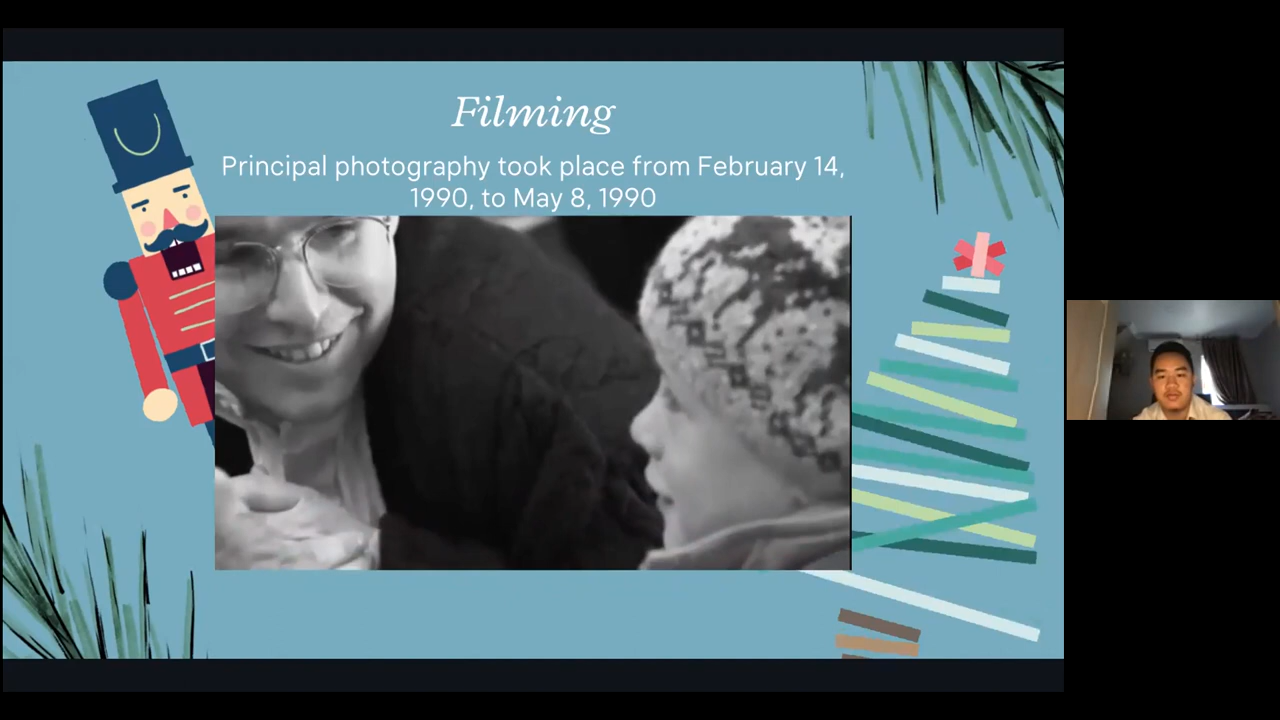 Filming
Principal photography took place from February 14,
1990, to May 8, 1990